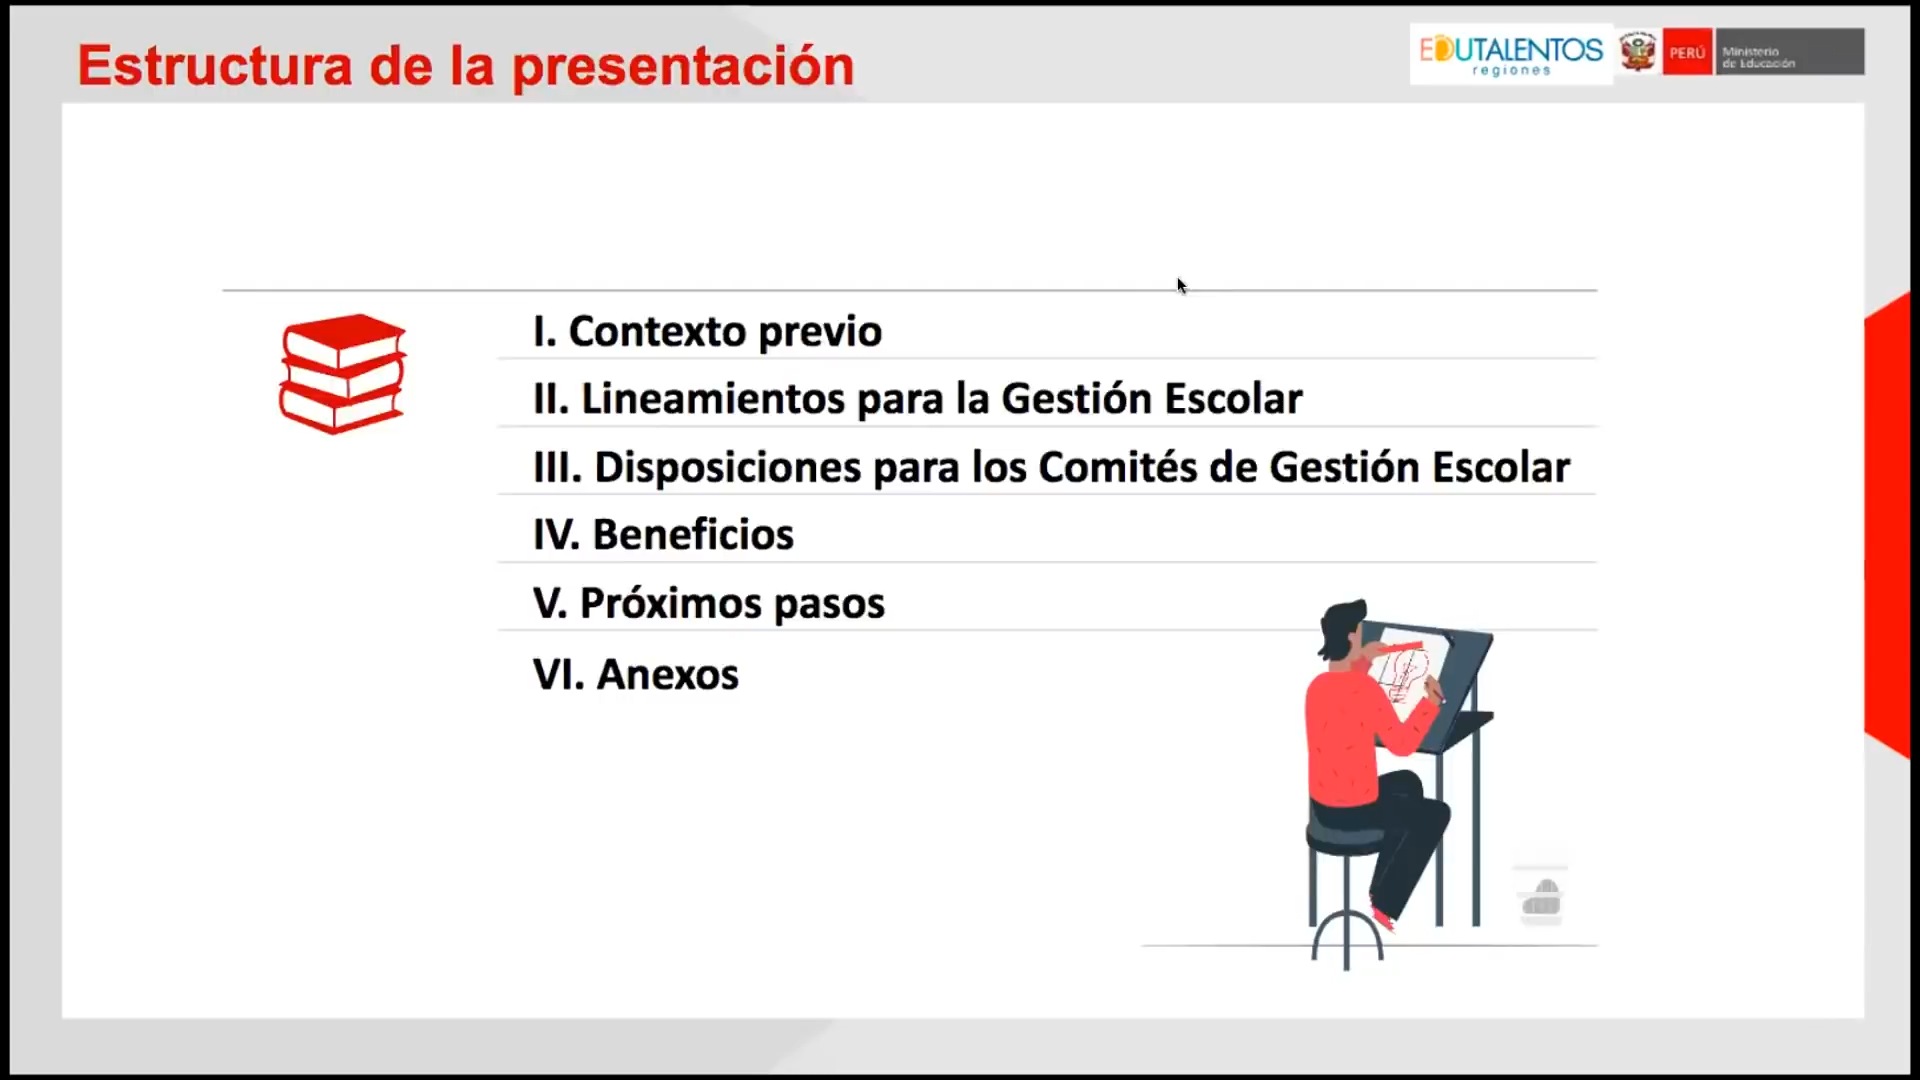 Estructura de la presentación
EDUTALENTOS
regiones
PERÚ
Ministerio
de Educación
I. Contexto previo
II. Lineamientos para la Gestión Escolar
III. Disposiciones para los Comités de Gestión Escolar
IV. Beneficios
V. Próximos pasos
VI. Anexos